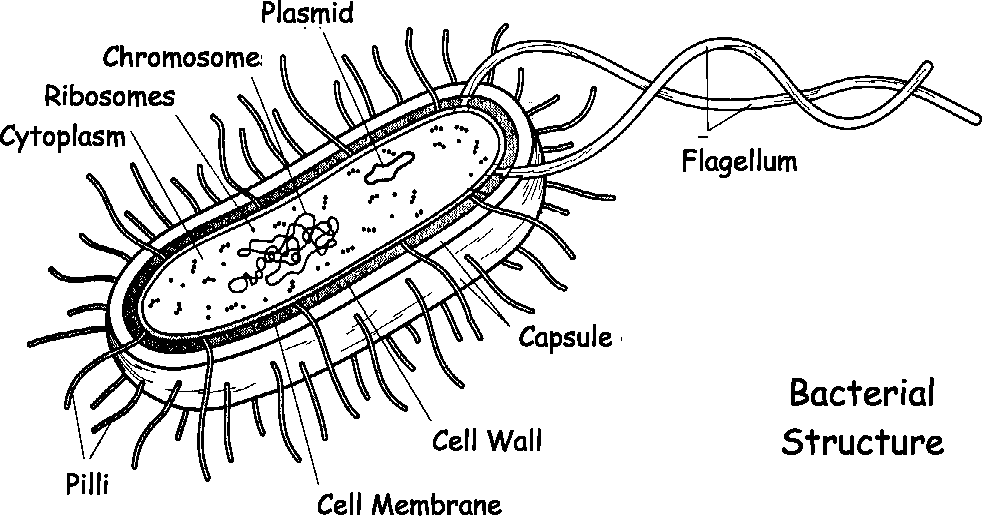 Plasmid
Chromosome
Ribosomes
Cytoplasm
Flagellum
Capsule
Bacterial
Structure
Cell Wall
Pilli
Cell Membrane